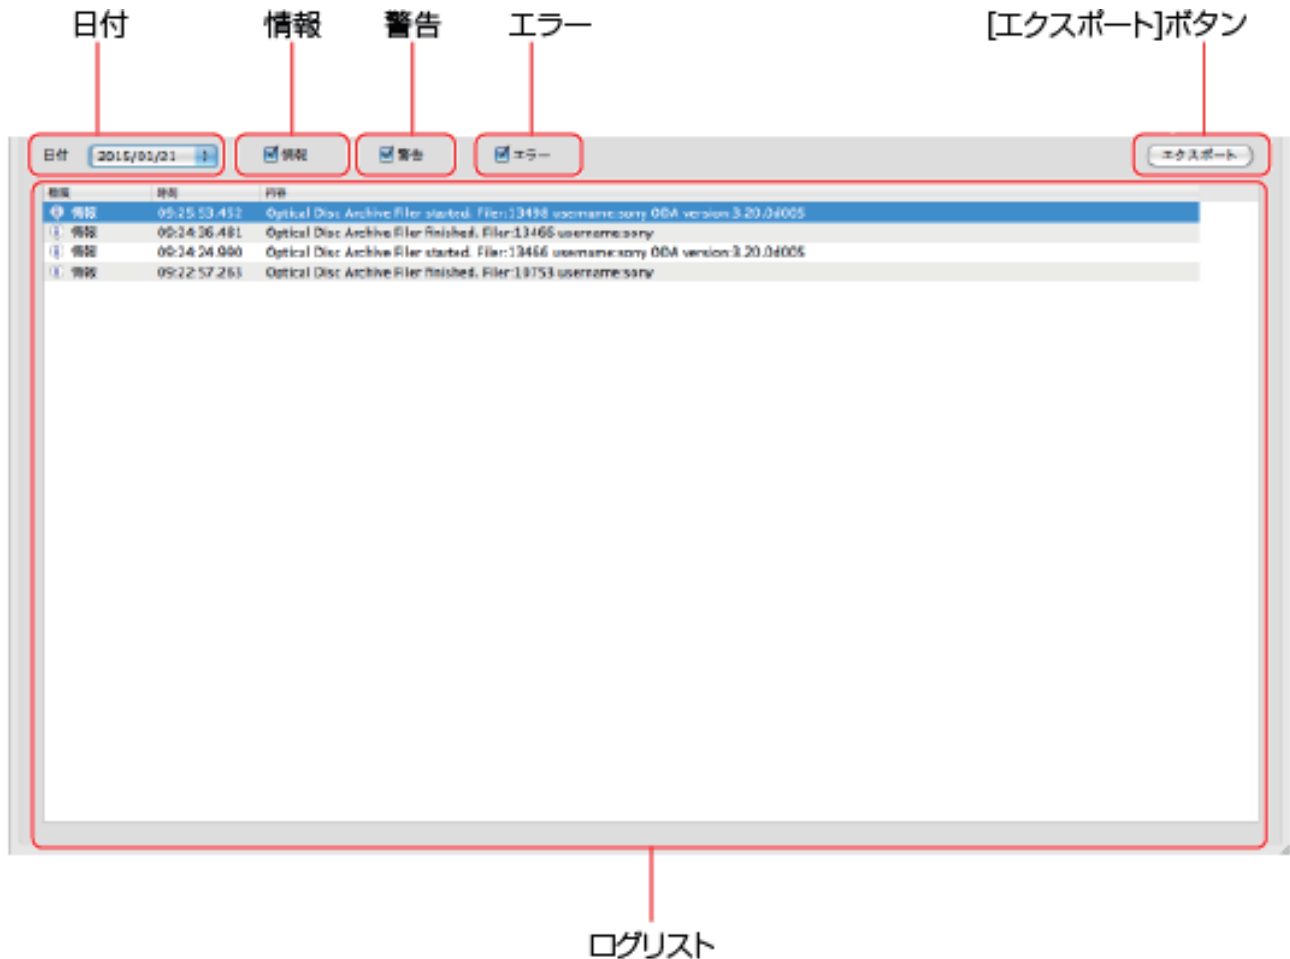 日付 情報 警告 エラー [エクスポート]ボタン
日付 2015/01/21 情報 警告 エラー エクスポート
種類 時刻 内容
情報 09:25:53.452 Optical Disc Archive Filer started. Filer:13498 username:sony ODA version:3.20.0d005
情報 09:24:36.481 Optical Disc Archive Filer finished. Filer:13466 username:sony
情報 09:24:24.990 Optical Disc Archive Filer started. Filer:13466 username:sony ODA version:3.20.0d005
情報 09:22:57.263 Optical Disc Archive Filer finished. Filer:10753 username:sony
ログリスト